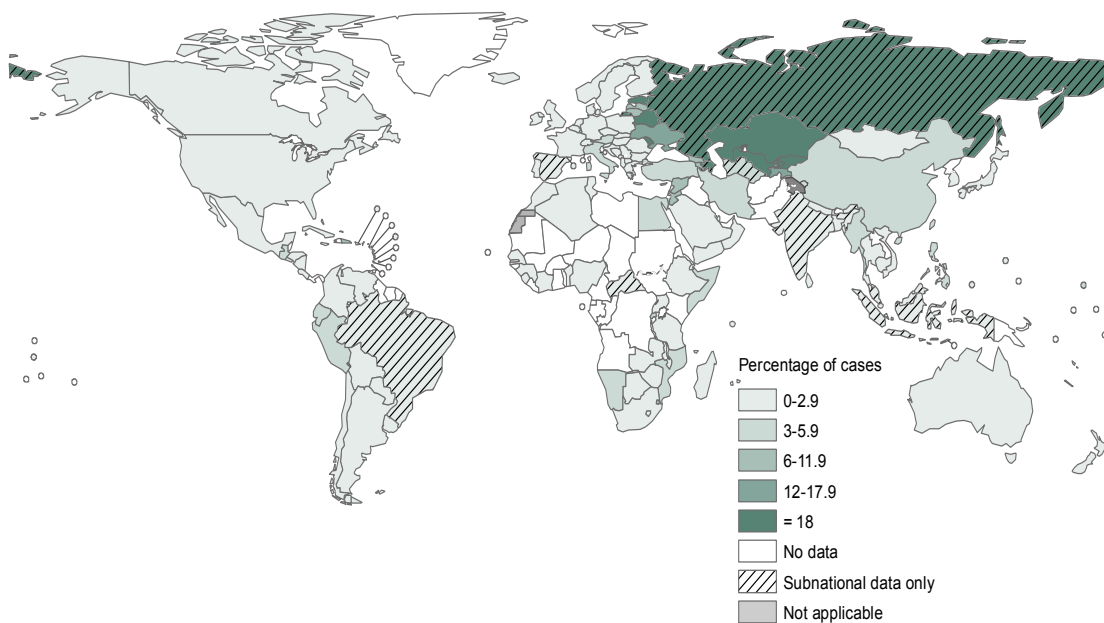 Percentage of cases
0-2.9
3-5.9
6-11.9
12-17.9
= 18
No data
Subnational data only
Not applicable